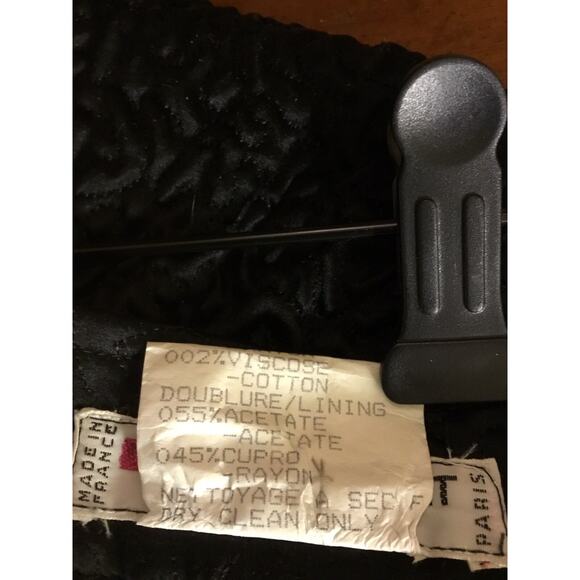 002%VISCOSE
-COTTON
DOUBLURE/LINING
055%ACETATE
-ACETATE
045%CUPRO
RAYON
NETTOYAGE A SEC F
DRY CLEAN ONLY
MADE IN
FRANCE
PARIS